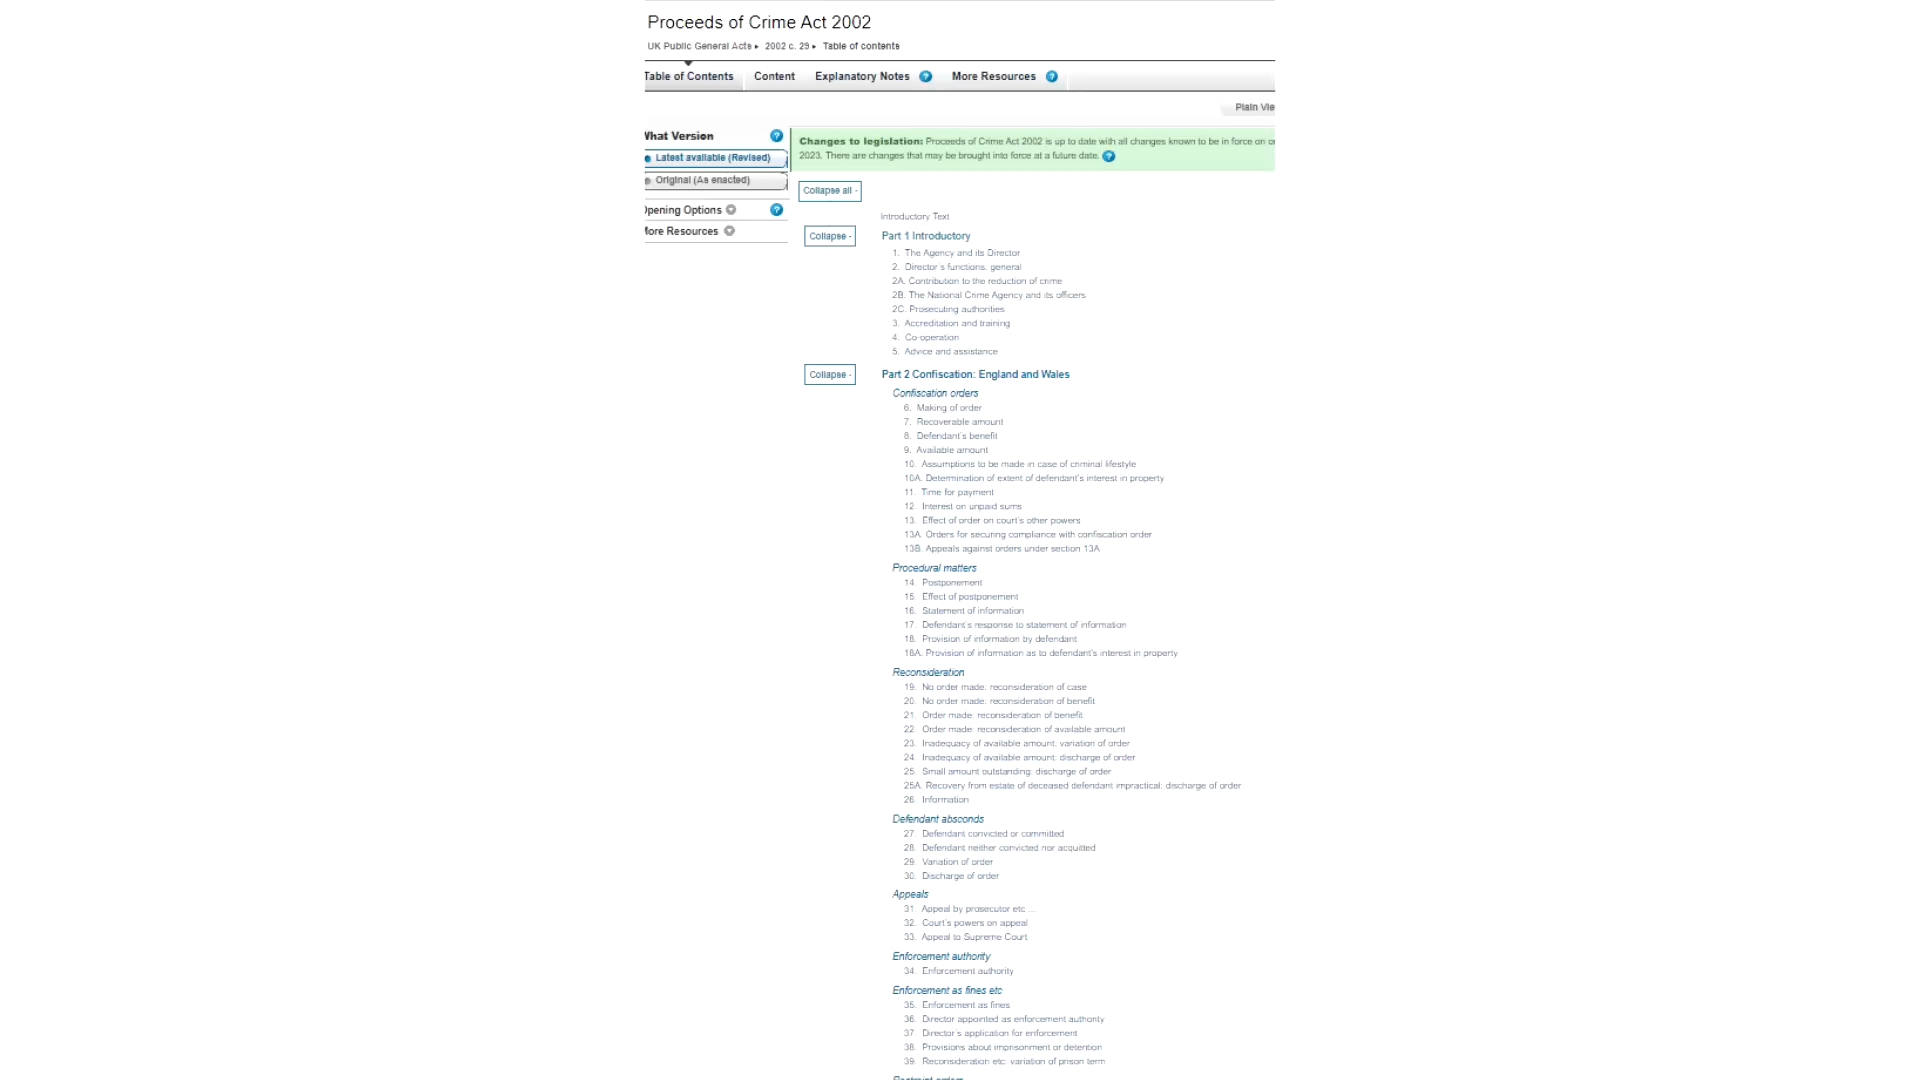 Proceeds of Crime Act 2002
UK Public General Acts ▸ 2002 c. 29 ▸ Table of contents
Table of Contents Content Explanatory Notes ? More Resources ?
Plain Vie
What Version ?
Latest available (Revised)
Original (As enacted)
Opening Options ?
More Resources
Changes to legislation: Proceeds of Crime Act 2002 is up to date with all changes known to be in force on o
2023. There are changes that may be brought into force at a future date. ?
Collapse all -
Introductory Text
Collapse - Part 1 Introductory
1. The Agency and its Director
2. Director's functions: general
2A. Contribution to the reduction of crime
2B. The National Crime Agency and its officers
2C. Prosecuting authorities
3. Accreditation and training
4. Co-operation
5. Advice and assistance
Collapse - Part 2 Confiscation: England and Wales
Confiscation orders
6. Making of order
7. Recoverable amount
8. Defendant's benefit
9. Available amount
10. Assumptions to be made in case of criminal lifestyle
10A. Determination of extent of defendant's interest in property
11. Time for payment
12. Interest on unpaid sums
13. Effect of order on court's other powers
13A. Orders for securing compliance with confiscation order
13B. Appeals against orders under section 13A
Procedural matters
14. Postponement
15. Effect of postponement
16. Statement of information
17. Defendant's response to statement of information
18. Provision of information by defendant
18A. Provision of information as to defendant's interest in property
Reconsideration
19. No order made: reconsideration of case
20. No order made: reconsideration of benefit
21. Order made: reconsideration of benefit
22. Order made: reconsideration of available amount
23. Inadequacy of available amount: variation of order
24. Inadequacy of available amount: discharge of order
25. Small amount outstanding: discharge of order
25A. Recovery from estate of deceased defendant impractical: discharge of order
26. Information
Defendant absconds
27. Defendant convicted or committed
28. Defendant neither convicted nor acquitted
29. Variation of order
30. Discharge of order
Appeals
31. Appeal by prosecutor etc ...
32. Court's powers on appeal
33. Appeal to Supreme Court
Enforcement authority
34. Enforcement authority
Enforcement as fines etc
35. Enforcement as fines
36. Director appointed as enforcement authority
37. Director's application for enforcement
38. Provisions about imprisonment or detention
39. Reconsideration etc: variation of prison term
Restraint orders